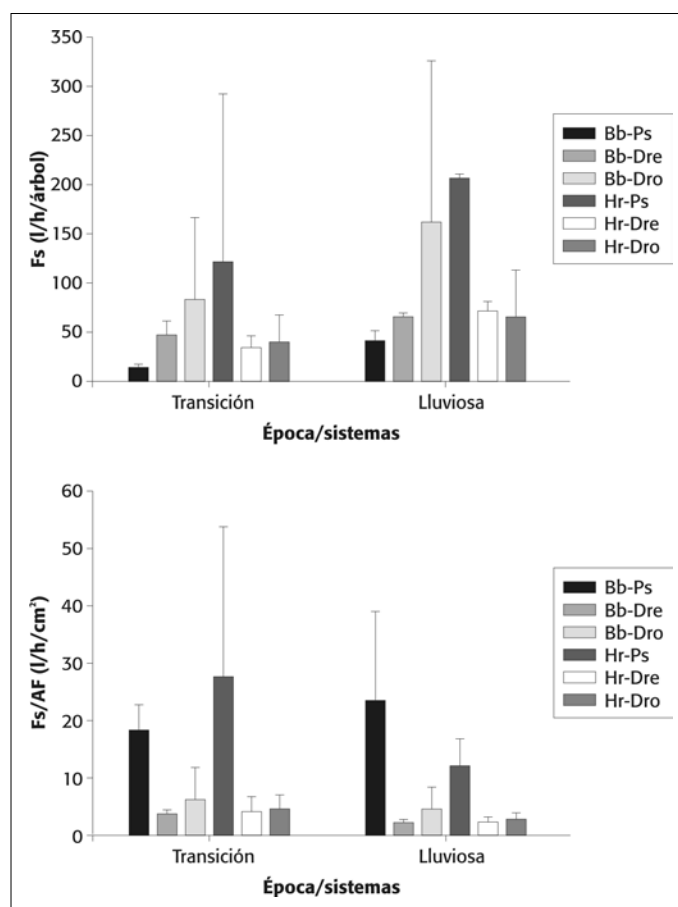 350
300
250
200
150
100
50
0
Fs (l/h/árbol)
Transición Lluviosa
Época/sistemas
Bb-Ps
Bb-Dre
Bb-Dro
Hr-Ps
Hr-Dre
Hr-Dro
60
50
40
30
20
10
0
Fs/AF (l/h/cm²)
Transición Lluviosa
Época/sistemas
Bb-Ps
Bb-Dre
Bb-Dro
Hr-Ps
Hr-Dre
Hr-Dro